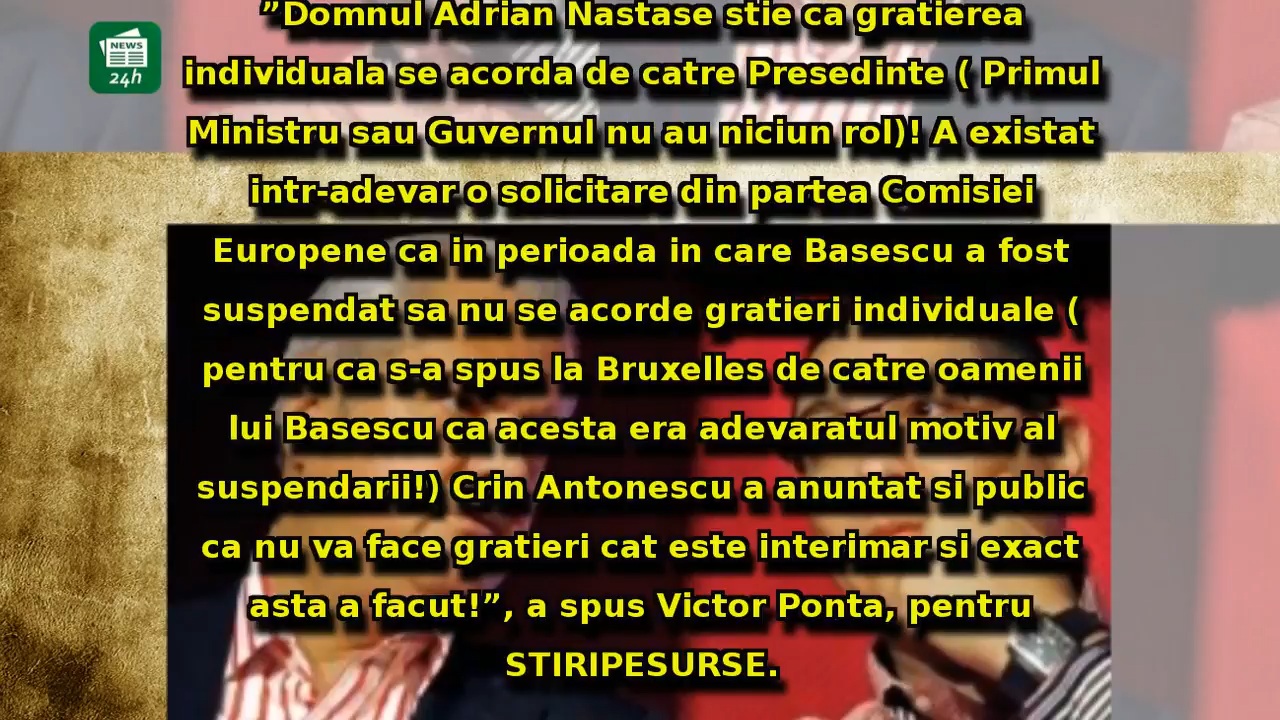 ”Domnul Adrian Nastase stie ca gratierea
individuala se acorda de catre Presedinte ( Primul
Ministru sau Guvernul nu au niciun rol)! A existat
intr-adevar o solicitare din partea Comisiei
Europene ca in perioada in care Basescu a fost
suspendat sa nu se acorde gratieri individuale (
pentru ca s-a spus la Bruxelles de catre oamenii
lui Basescu ca acesta era adevaratul motiv al
suspendarii!) Crin Antonescu a anuntat si public
ca nu va face gratieri cat este interimar si exact
asta a facut!”, a spus Victor Ponta, pentru
STIRIPESURSE.
NEWS
24h